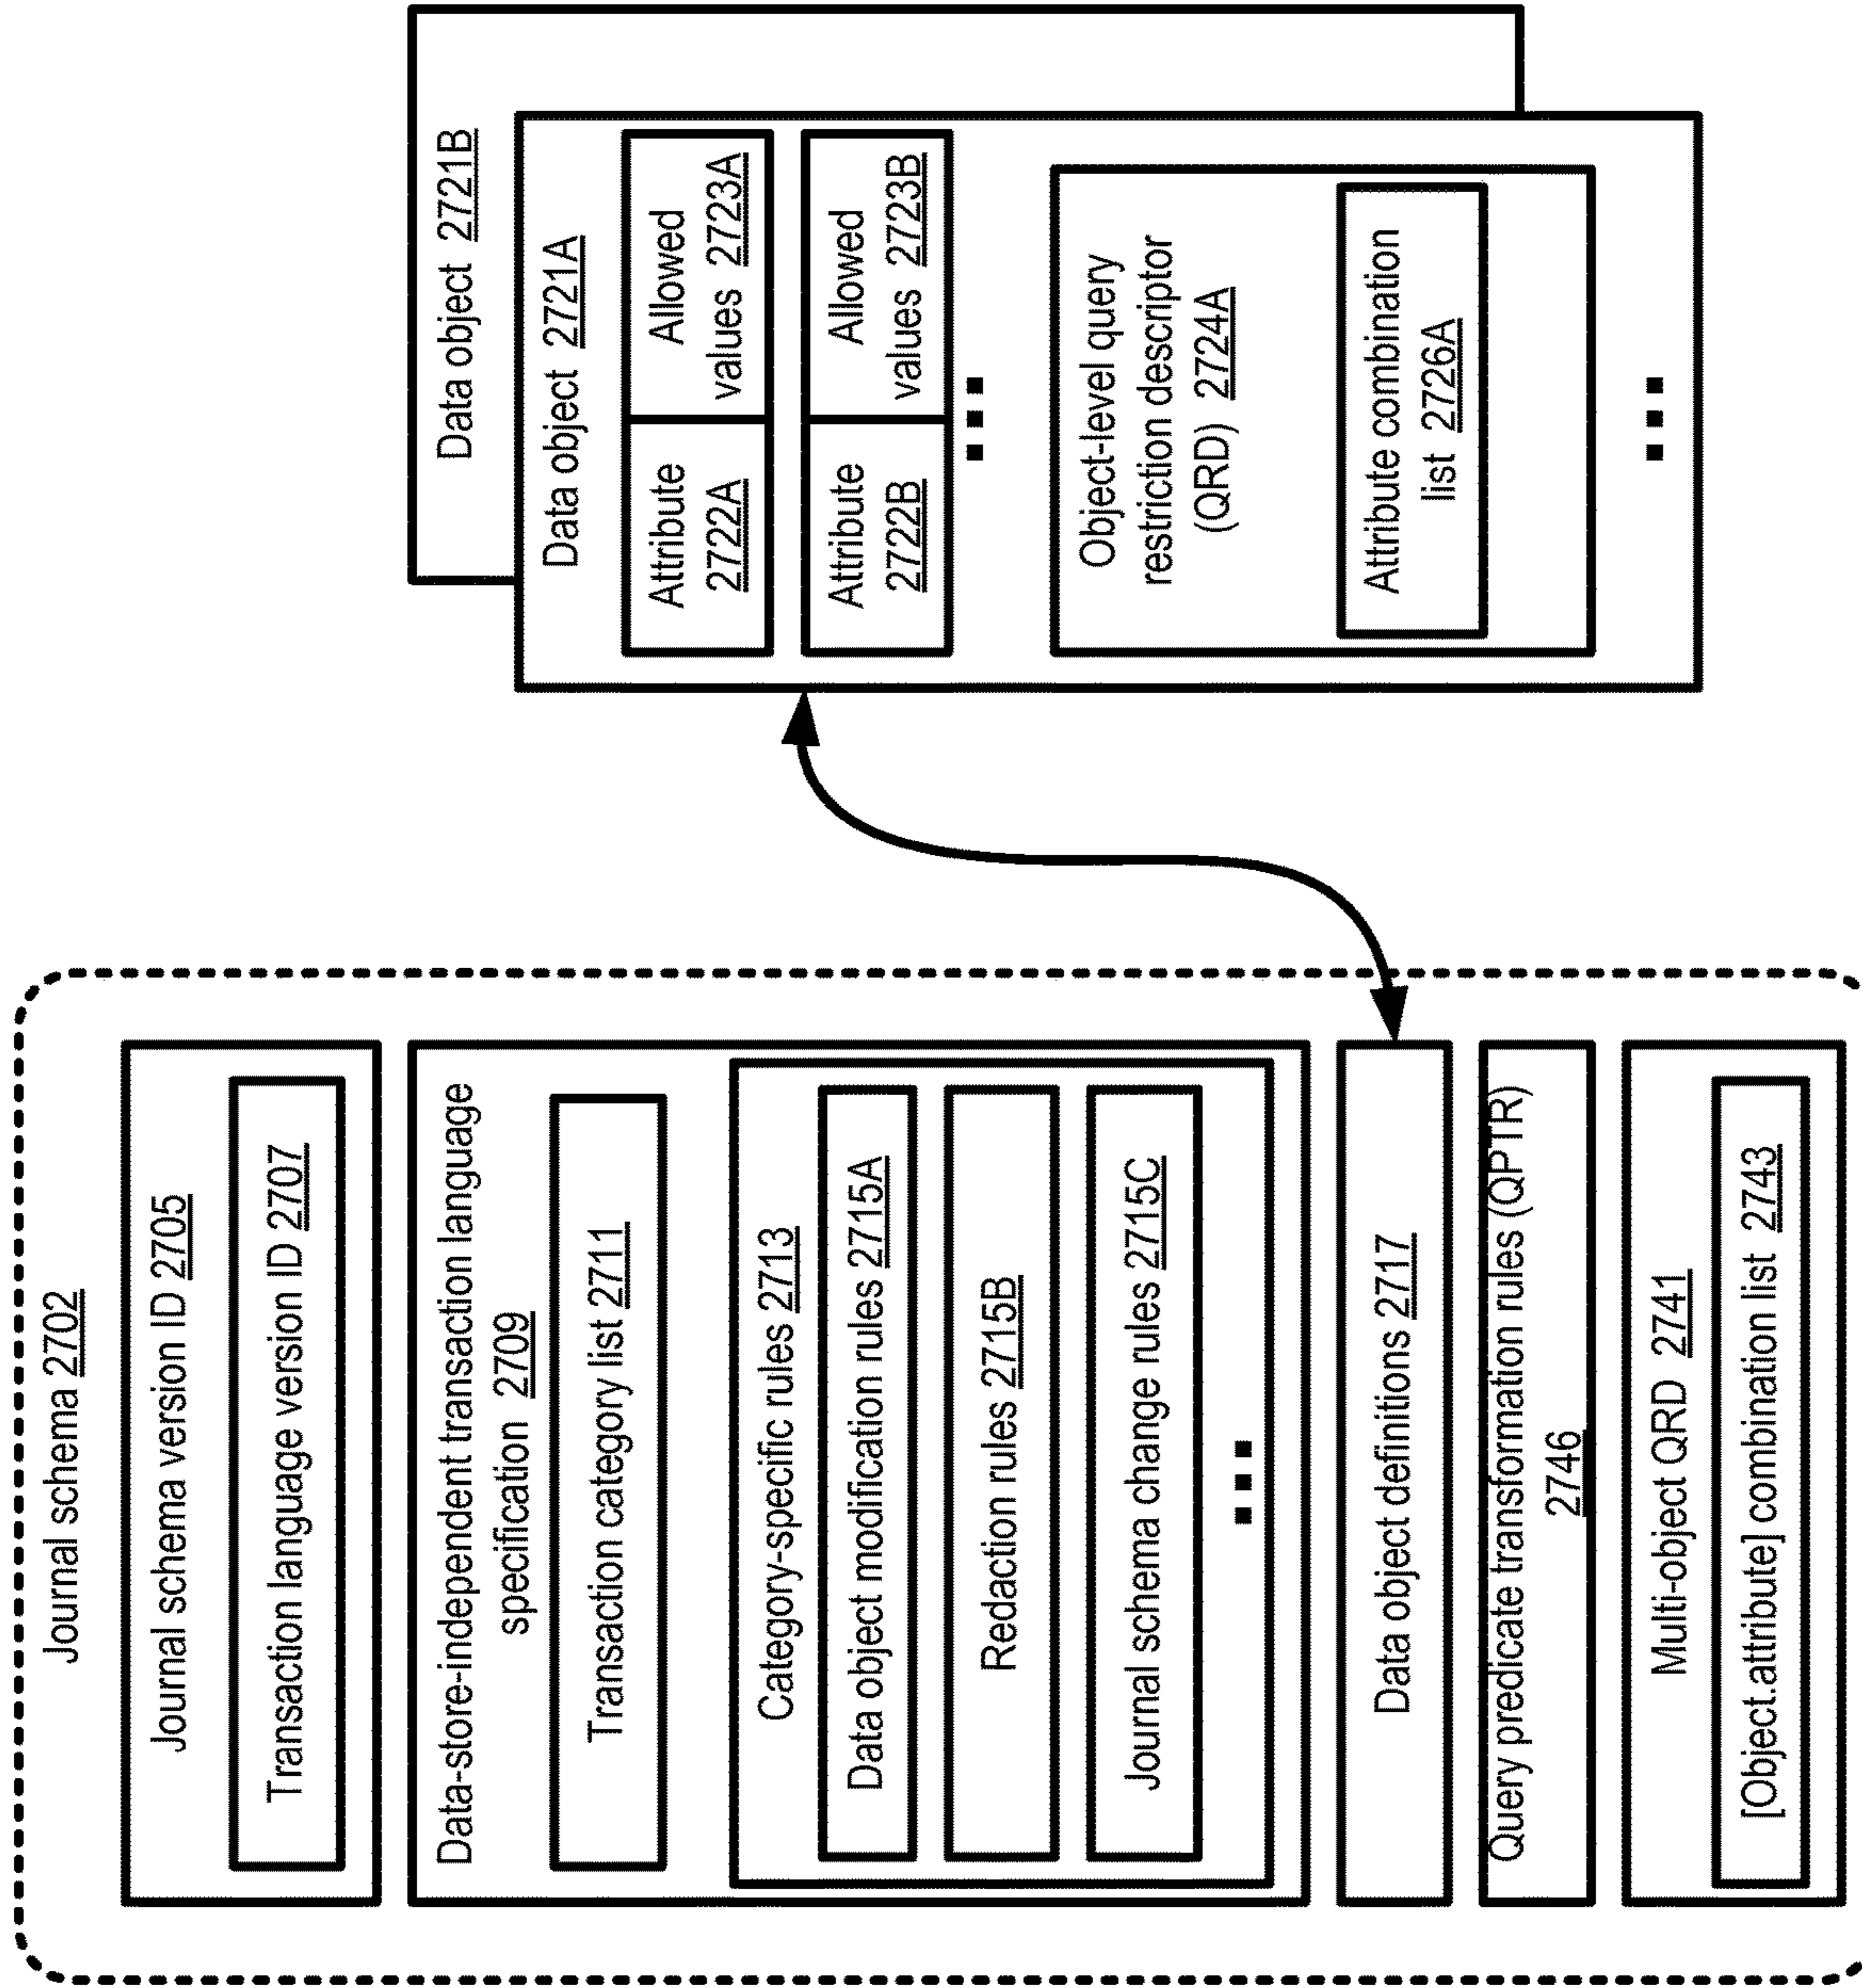 Journal schema 2702
Journal schema version ID 2705
Transaction language version ID 2707
Data-store-independent transaction language
specification 2709
Transaction category list 2711
Category-specific rules 2713
Data object modification rules 2715A
Redaction rules 2715B
Journal schema change rules 2715C
Data object definitions 2717
Query predicate transformation rules (QPTR)
2746
Multi-object QRD 2741
[Object.attribute] combination list 2743
Data object 2721B
Data object 2721A
Attribute
2722A
Allowed
values 2723A
Attribute
2722B
Allowed
values 2723B
Object-level query
restriction descriptor
(QRD) 2724A
Attribute combination
list 2726A